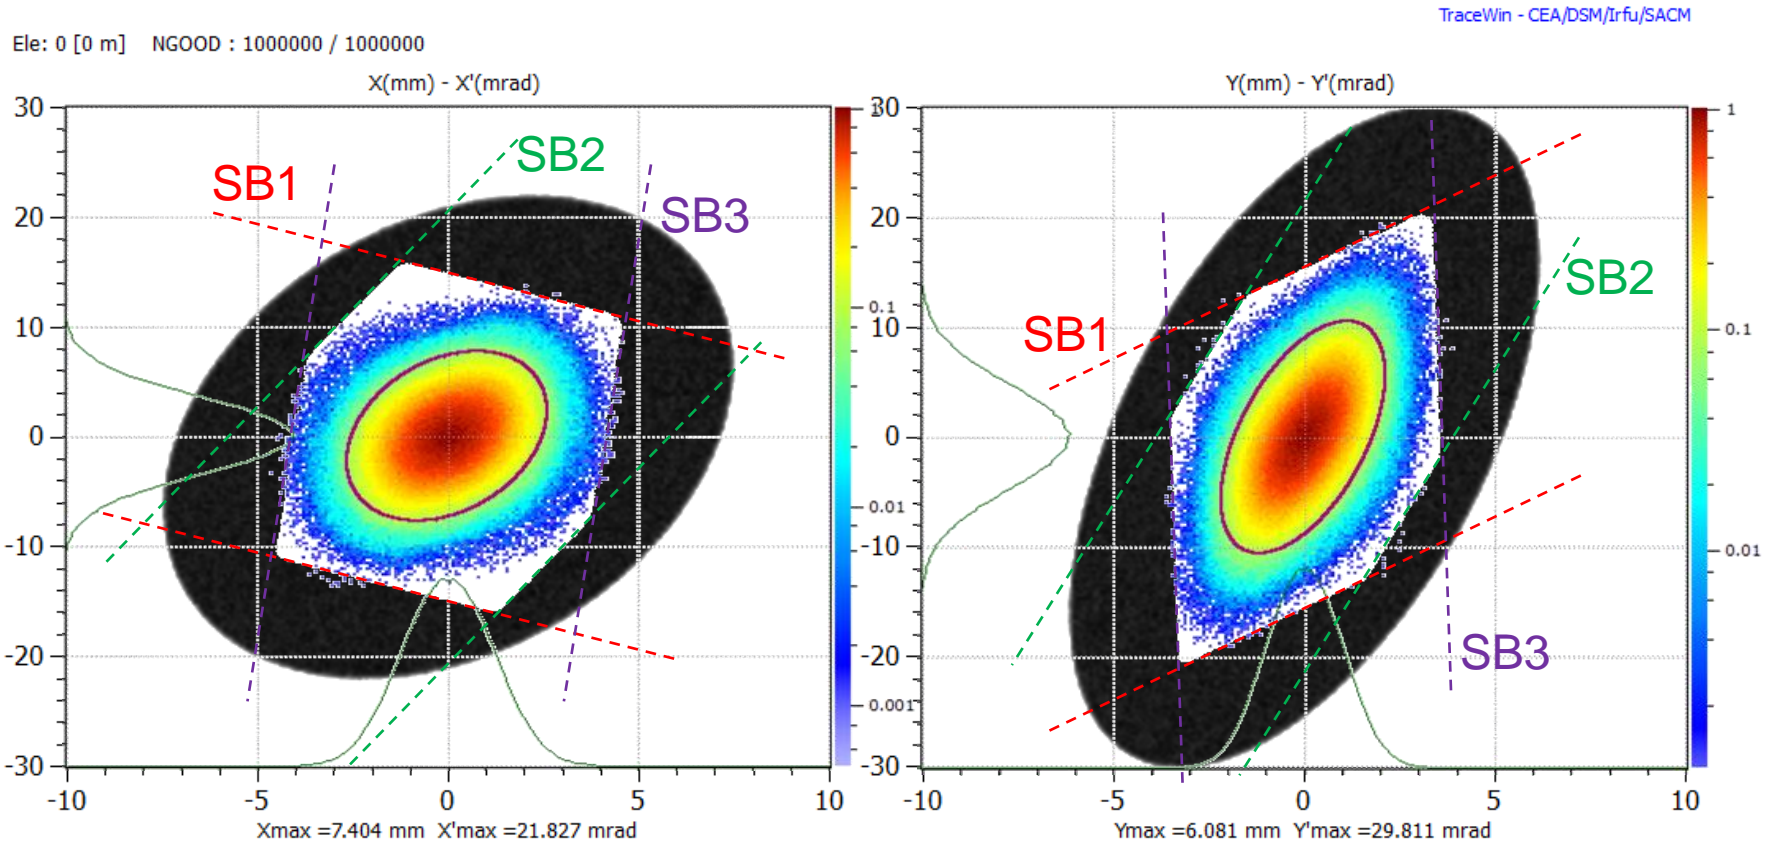 TraceWin - CEA/DSM/Irfu/SACM
Ele: 0 [0 m] NGOOD : 1000000 / 1000000
X(mm) - X'(mrad)
30
20
10
0
-10
-20
-30
-10
-5
0
5
10
SB1
SB2
SB3
1
0.1
0.01
0.001
Xmax =7.404 mm X'max =21.827 mrad
Y(mm) - Y'(mrad)
30
20
10
0
-10
-20
-30
-10
-5
0
5
10
SB1
SB2
SB3
1
0.1
0.01
Ymax =6.081 mm Y'max =29.811 mrad